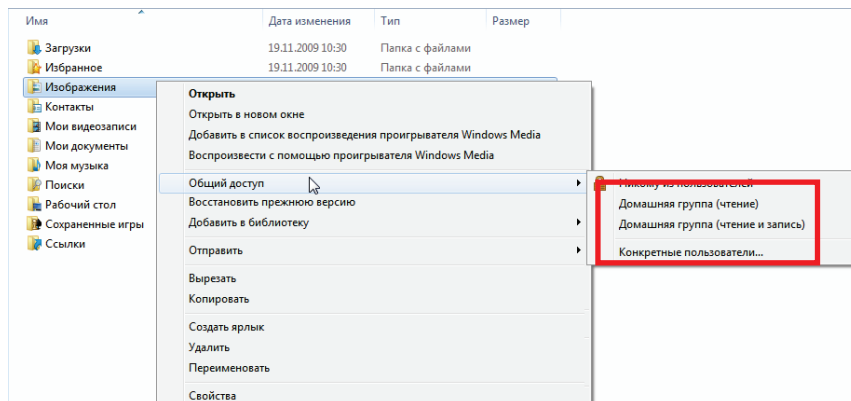 Имя Дата изменения Тип Размер
Загрузки 19.11.2009 10:30 Папка с файлами
Избранное 19.11.2009 10:30 Папка с файлами
Изображения
Контакты
Мои видеозаписи
Мои документы
Моя музыка
Поиски
Рабочий стол
Сохраненные игры
Ссылки
Открыть
Открыть в новом окне
Добавить в список воспроизведения проигрывателя Windows Media
Воспроизвести с помощью проигрывателя Windows Media
Общий доступ
Восстановить прежнюю версию
Добавить в библиотеку
Отправить
Вырезать
Копировать
Создать ярлык
Удалить
Переименовать
Свойства
Никому из пользователей
Домашняя группа (чтение)
Домашняя группа (чтение и запись)
Конкретные пользователи...